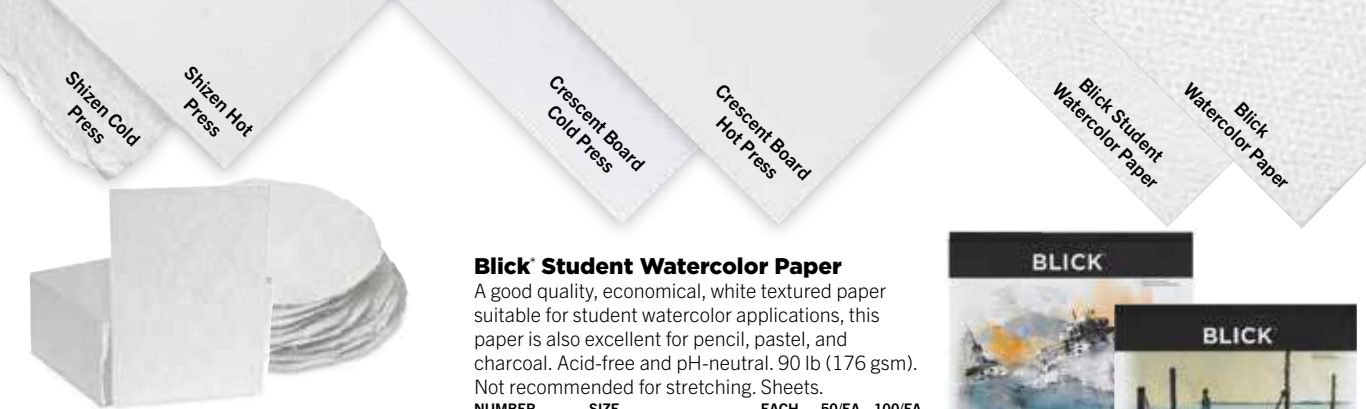 Shizen Cold
Press
Shizen Hot
Press
Crescent Board
Cold Press
Crescent Board
Hot Press
Blick Student
Watercolor Paper
Blick
Watercolor Paper
Blick® Student Watercolor Paper
A good quality, economical, white textured paper
suitable for student watercolor applications, this
paper is also excellent for pencil, pastel, and
charcoal. Acid-free and pH-neutral. 90 lb (176 gsm).
Not recommended for stretching. Sheets.
NUMBER SIZE EACH 50/EA 100/EA
BLICK
BLICK